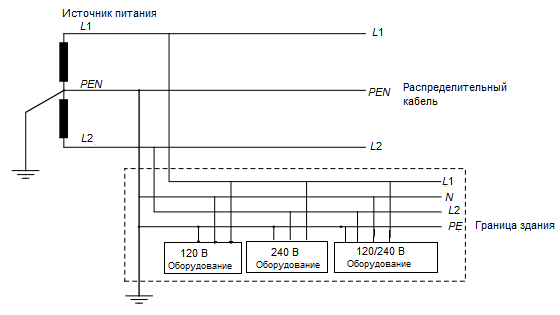 Источник питания
L1
L1
PEN
PEN
Распределительный
кабель
L2
L2
L1
N
L2
PE
Граница здания
120 В
Оборудование
240 В
Оборудование
120/240 В
Оборудование